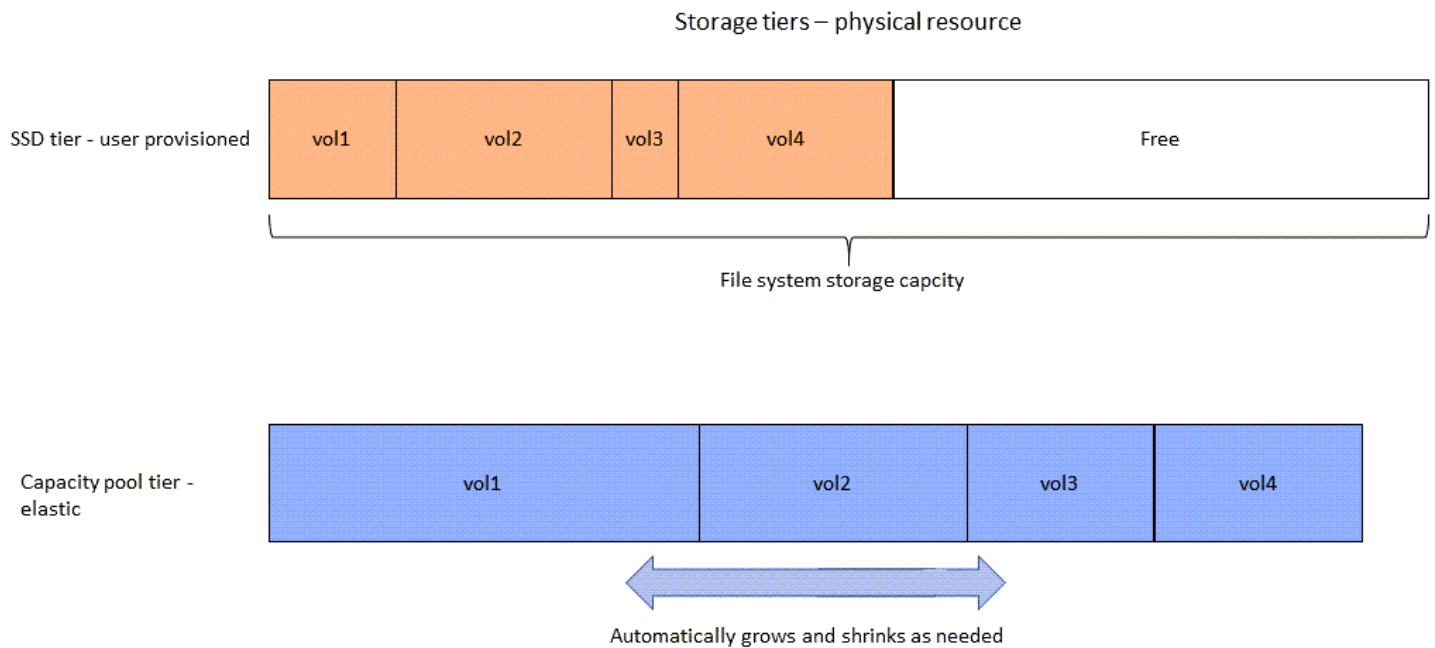 Storage tiers – physical resource
SSD tier - user provisioned
vol1
vol2
vol3
vol4
Free
File system storage capcity
Capacity pool tier -
elastic
vol1
vol2
vol3
vol4
Automatically grows and shrinks as needed